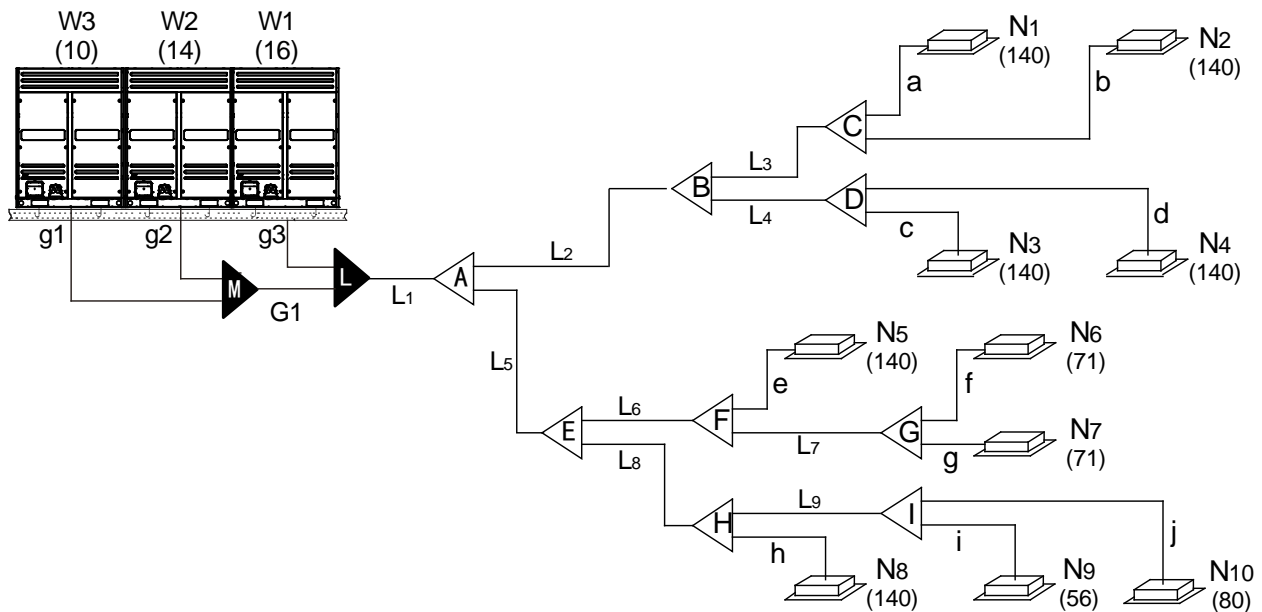 W3 W2 W1
(10) (14) (16)
g1 g2 g3
M
G1
L
L1
A
L2
L5
B
L3
L4
C
a
b
N1
(140)
N2
(140)
D
c
d
N3
(140)
N4
(140)
E
L6
L8
F
e
L7
N5
(140)
G
f
g
N6
(71)
N7
(71)
H
L9
h
N8
(140)
I
i
j
N9
(56)
N10
(80)